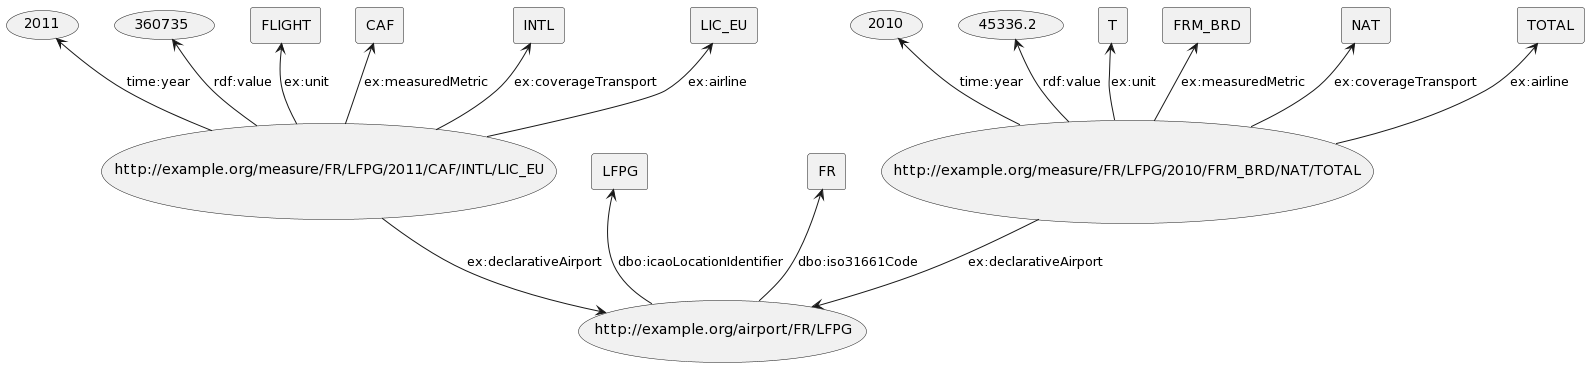 2011
360735
FLIGHT
CAF
INTL
LIC_EU
2010
45336.2
T
FRM_BRD
NAT
TOTAL
time:year
rdf:value
ex:unit
ex:measuredMetric
ex:coverageTransport
ex:airline
time:year
rdf:value
ex:unit
ex:measuredMetric
ex:coverageTransport
ex:airline
http://example.org/measure/FR/LFPG/2011/CAF/INTL/LIC_EU
LFPG
FR
http://example.org/measure/FR/LFPG/2010/FRM_BRD/NAT/TOTAL
ex:declarativeAirport
dbo:icaoLocationIdentifier
dbo:iso31661Code
ex:declarativeAirport
http://example.org/airport/FR/LFPG